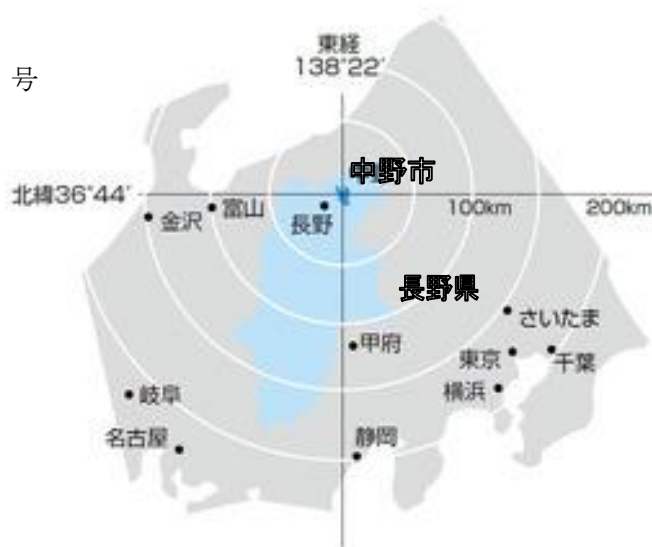 東経
138°22′
号
中野市
北緯36°44′
100km
200km
金沢
富山
長野
長野県
さいたま
甲府
東京
千葉
横浜
岐阜
名古屋
静岡